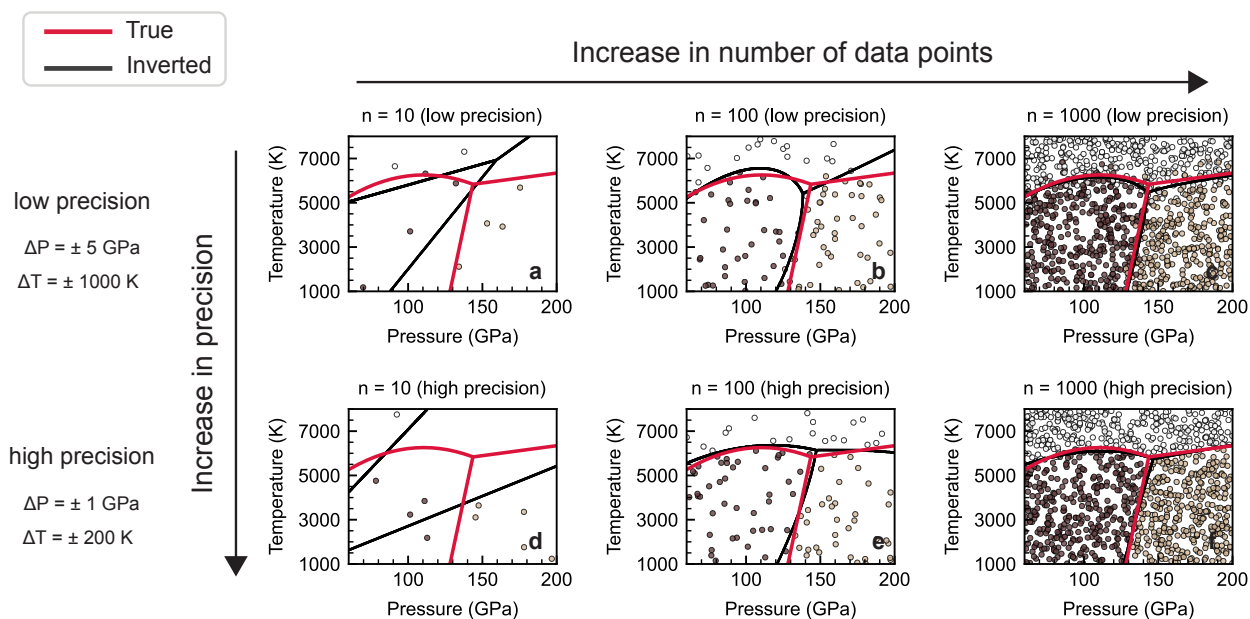 True
Inverted
Increase in number of data points
Increase in precision
low precision
ΔP = ± 5 GPa
ΔT = ± 1000 K
high precision
ΔP = ± 1 GPa
ΔT = ± 200 K
n = 10 (low precision)
Temperature (K)
7000
5000
3000
1000
100
150
200
Pressure (GPa)
a
n = 100 (low precision)
Temperature (K)
7000
5000
3000
1000
100
150
200
Pressure (GPa)
b
n = 1000 (low precision)
Temperature (K)
7000
5000
3000
1000
100
150
200
Pressure (GPa)
c
n = 10 (high precision)
Temperature (K)
7000
5000
3000
1000
100
150
200
Pressure (GPa)
d
n = 100 (high precision)
Temperature (K)
7000
5000
3000
1000
100
150
200
Pressure (GPa)
e
n = 1000 (high precision)
Temperature (K)
7000
5000
3000
1000
100
150
200
Pressure (GPa)
f